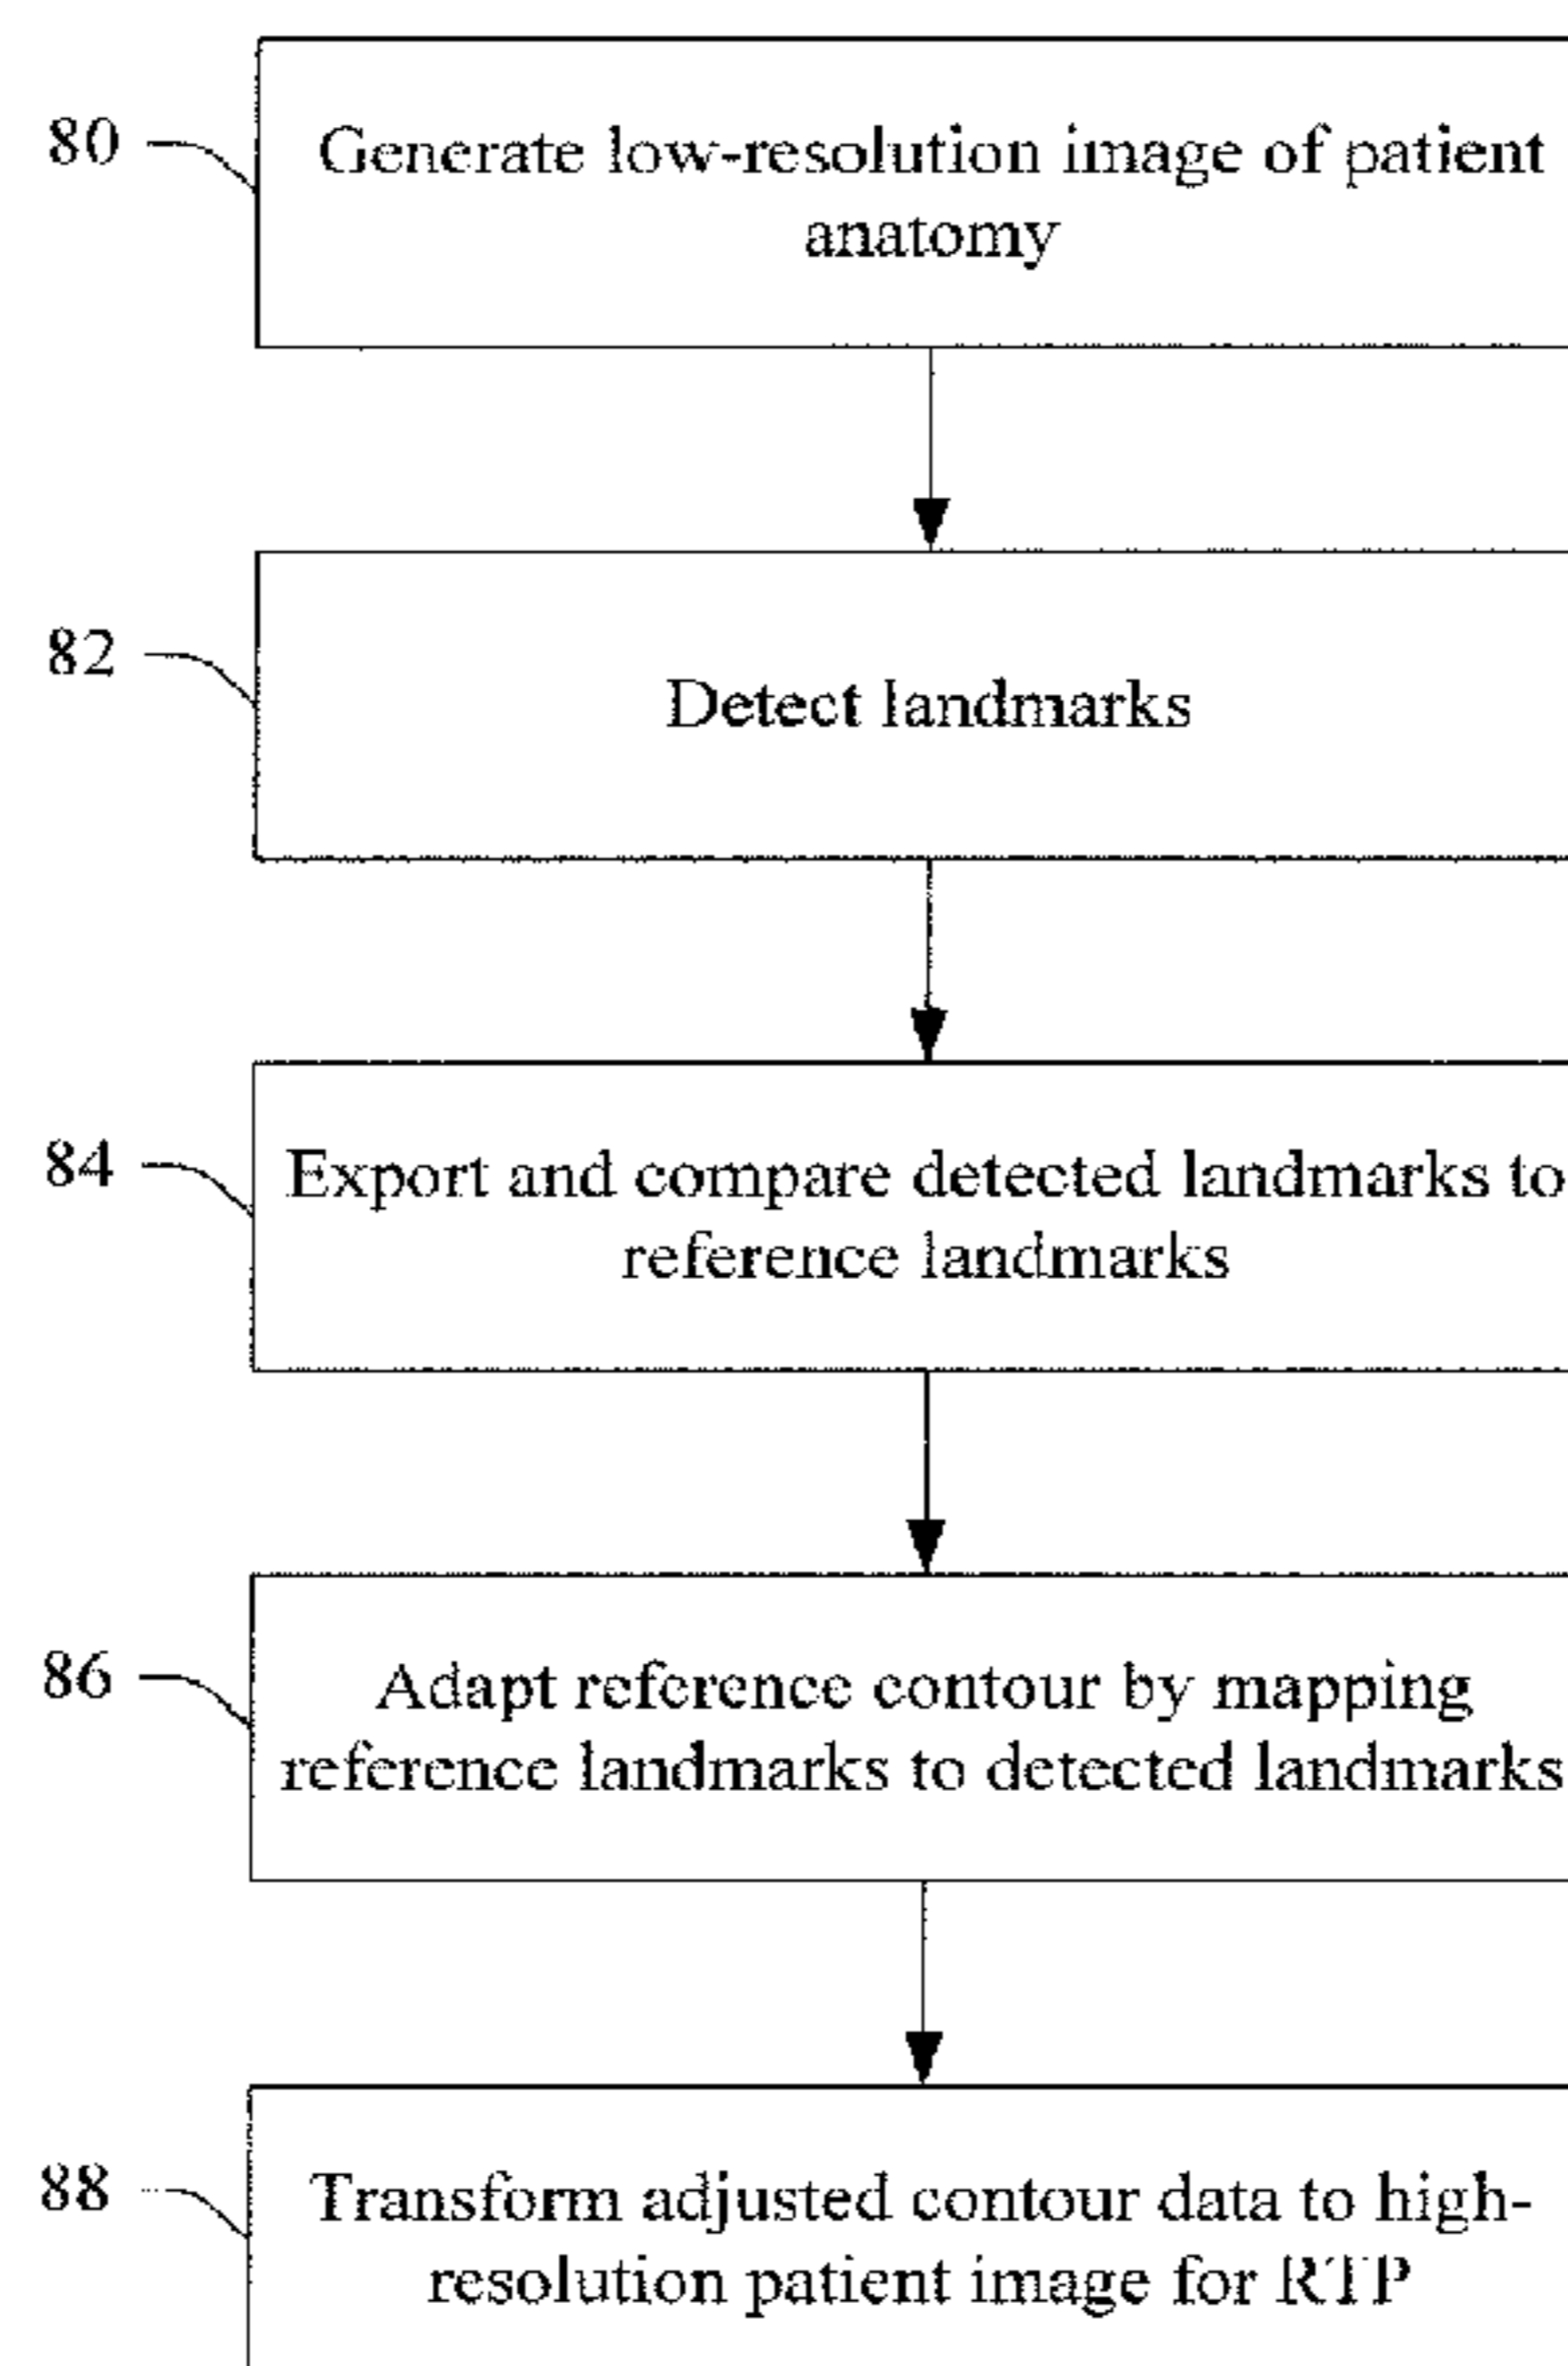 80
Generate low-resolution image of patient
anatomy
82
Detect landmarks
84
Export and compare detected landmarks to
reference landmarks
86
Adapt reference contour by mapping
reference landmarks to detected landmarks
88
Transform adjusted contour data to high-
resolution patient image for RTP